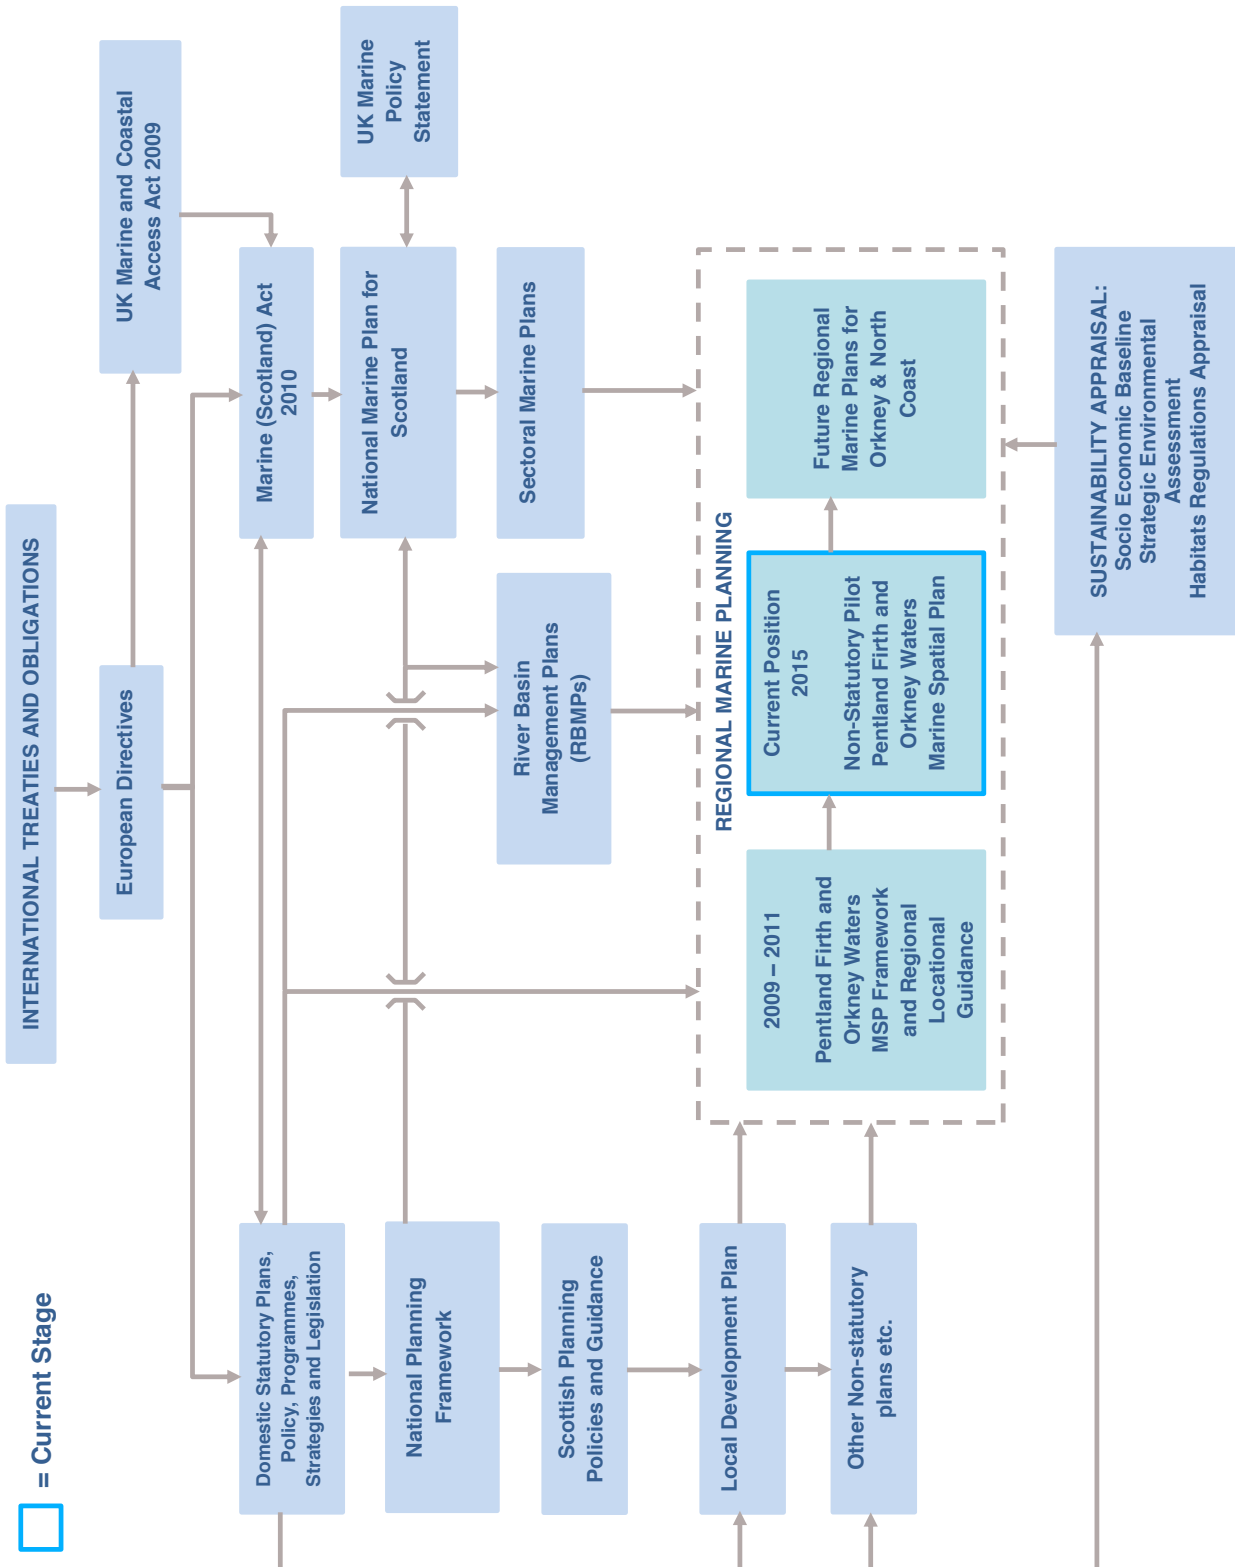 = Current Stage
INTERNATIONAL TREATIES AND OBLIGATIONS
European Directives
UK Marine and Coastal
Access Act 2009
Domestic Statutory Plans,
Policy, Programmes,
Strategies and Legislation
Marine (Scotland) Act
2010
National Planning
Framework
National Marine Plan for
Scotland
UK Marine
Policy
Statement
Scottish Planning
Policies and Guidance
River Basin
Management Plans
(RBMPs)
Sectoral Marine Plans
Local Development Plan
Other Non-statutory
plans etc.
REGIONAL MARINE PLANNING
2009 – 2011
Pentland Firth and
Orkney Waters
MSP Framework
and Regional
Locational
Guidance
Current Position
2015
Non-Statutory Pilot
Pentland Firth and
Orkney Waters
Marine Spatial Plan
Future Regional
Marine Plans for
Orkney & North
Coast
SUSTAINABILITY APPRAISAL:
Socio Economic Baseline
Strategic Environmental
Assessment
Habitats Regulations Appraisal